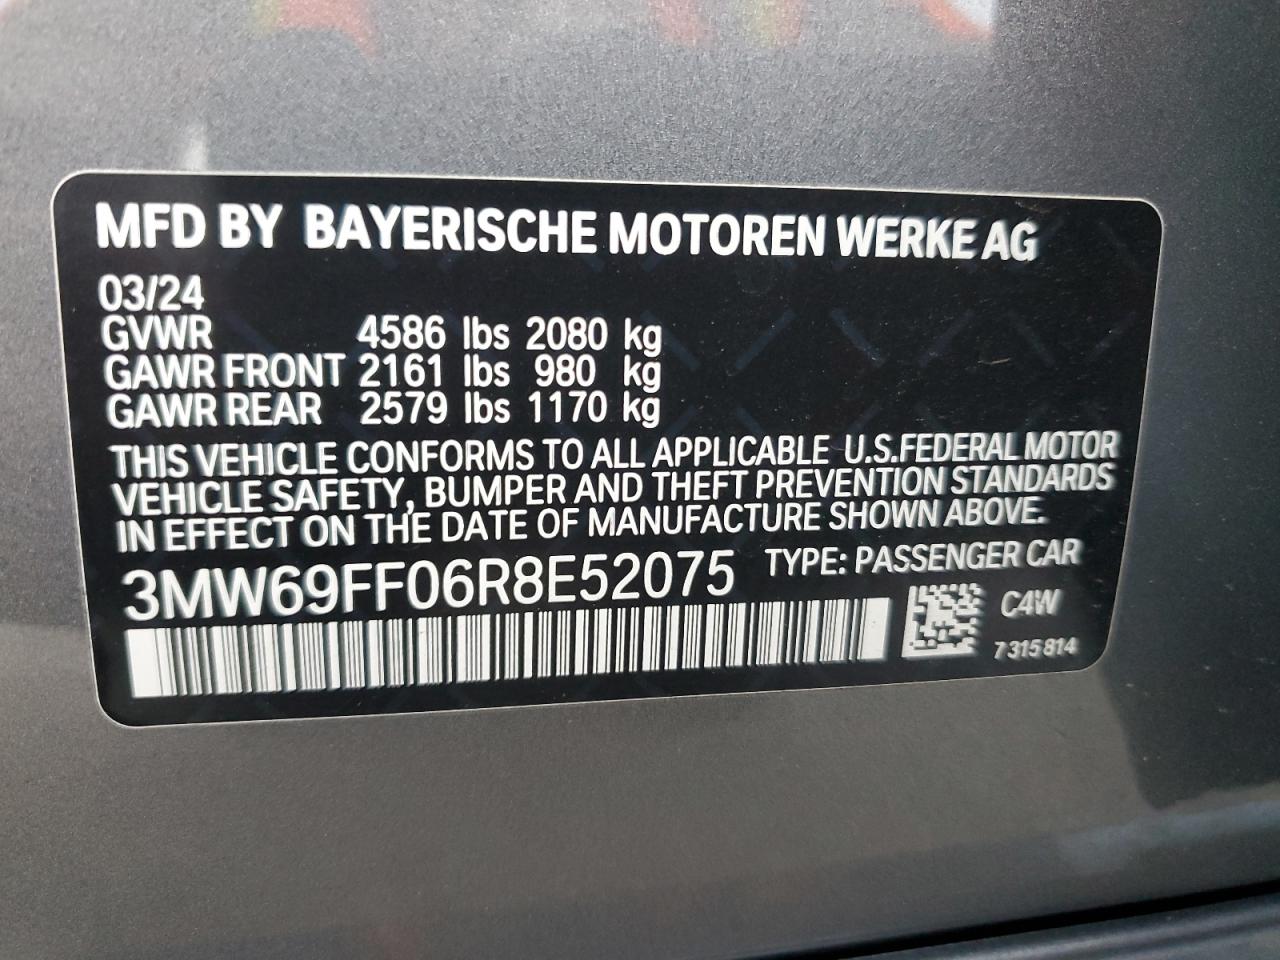 MFD BY BAYERISCHE MOTOREN WERKE AG
03/24
GVWR 4586 lbs 2080 kg
GAWR FRONT 2161 lbs 980 kg
GAWR REAR 2579 lbs 1170 kg
THIS VEHICLE CONFORMS TO ALL APPLICABLE U.S.FEDERAL MOTOR
VEHICLE SAFETY, BUMPER AND THEFT PREVENTION STANDARDS
IN EFFECT ON THE DATE OF MANUFACTURE SHOWN ABOVE.
3MW69FF06R8E52075 TYPE: PASSENGER CAR
C4W
7 315 814